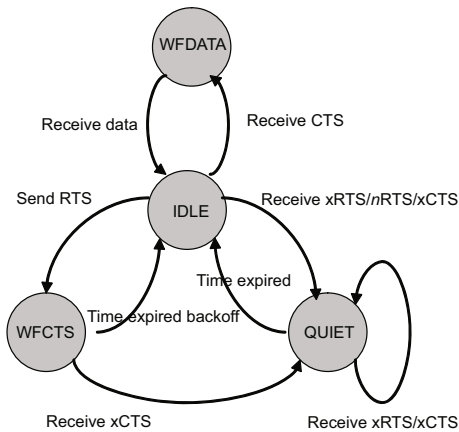 WFDATA
Receive data
Receive CTS
Send RTS
IDLE
Receive xRTS/nRTS/xCTS
Time expired
Time expired backoff
WFCTS
QUIET
Receive xCTS
Receive xRTS/xCTS